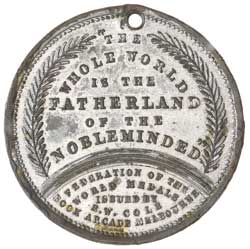 "THE
WHOLE WORLD
IS THE
FATHERLAND
OF THE
NOBLEMINDED"
FEDERATION OF THE
WORLD MEDALS
ISSUED BY
E.W. COLE
BOOK ARCADE MELBOURNE